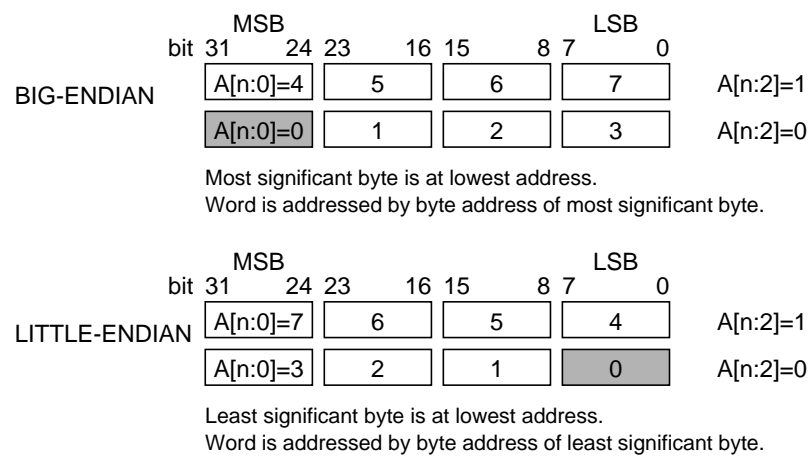 MSB LSB
bit 31 24 23 16 15 8 7 0
BIG-ENDIAN A[n:0]=4 5 6 7 A[n:2]=1
A[n:0]=0 1 2 3 A[n:2]=0
Most significant byte is at lowest address.
Word is addressed by byte address of most significant byte.
MSB LSB
bit 31 24 23 16 15 8 7 0
LITTLE-ENDIAN A[n:0]=7 6 5 4 A[n:2]=1
A[n:0]=3 2 1 0 A[n:2]=0
Least significant byte is at lowest address.
Word is addressed by byte address of least significant byte.